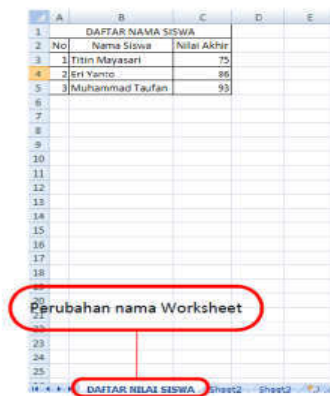 A B C D E
1 DAFTAR NAMA SISWA
2 No Nama Siswa Nilai Akhir
3 1 Titin Mayasari 75
4 2 Eri Yanto 86
5 3 Muhammad Taufan 93
6
7
8
9
10
11
12
13
14
15
16
17
18
Perubahan nama Worksheet
23
24
25
DAFTAR NILAI SISWA Sheet2 Sheet3